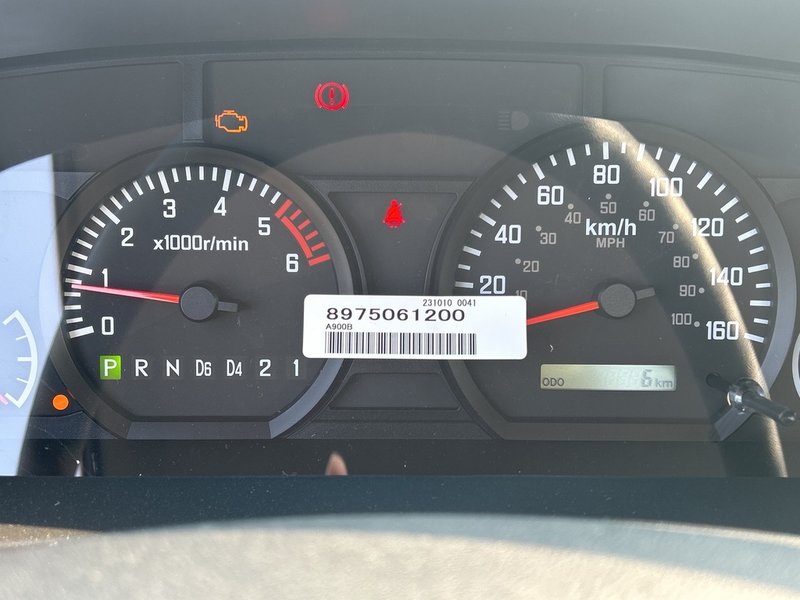 0 1 2 3 4 5 6
x1000r/min
P R N D6 D4 2 1
231010 0041
8975061200
A900B
20 40 60 80 100 120 140 160
10 20 30 40 50 60 70 80 90 100
km/h
MPH
ODO 6 km